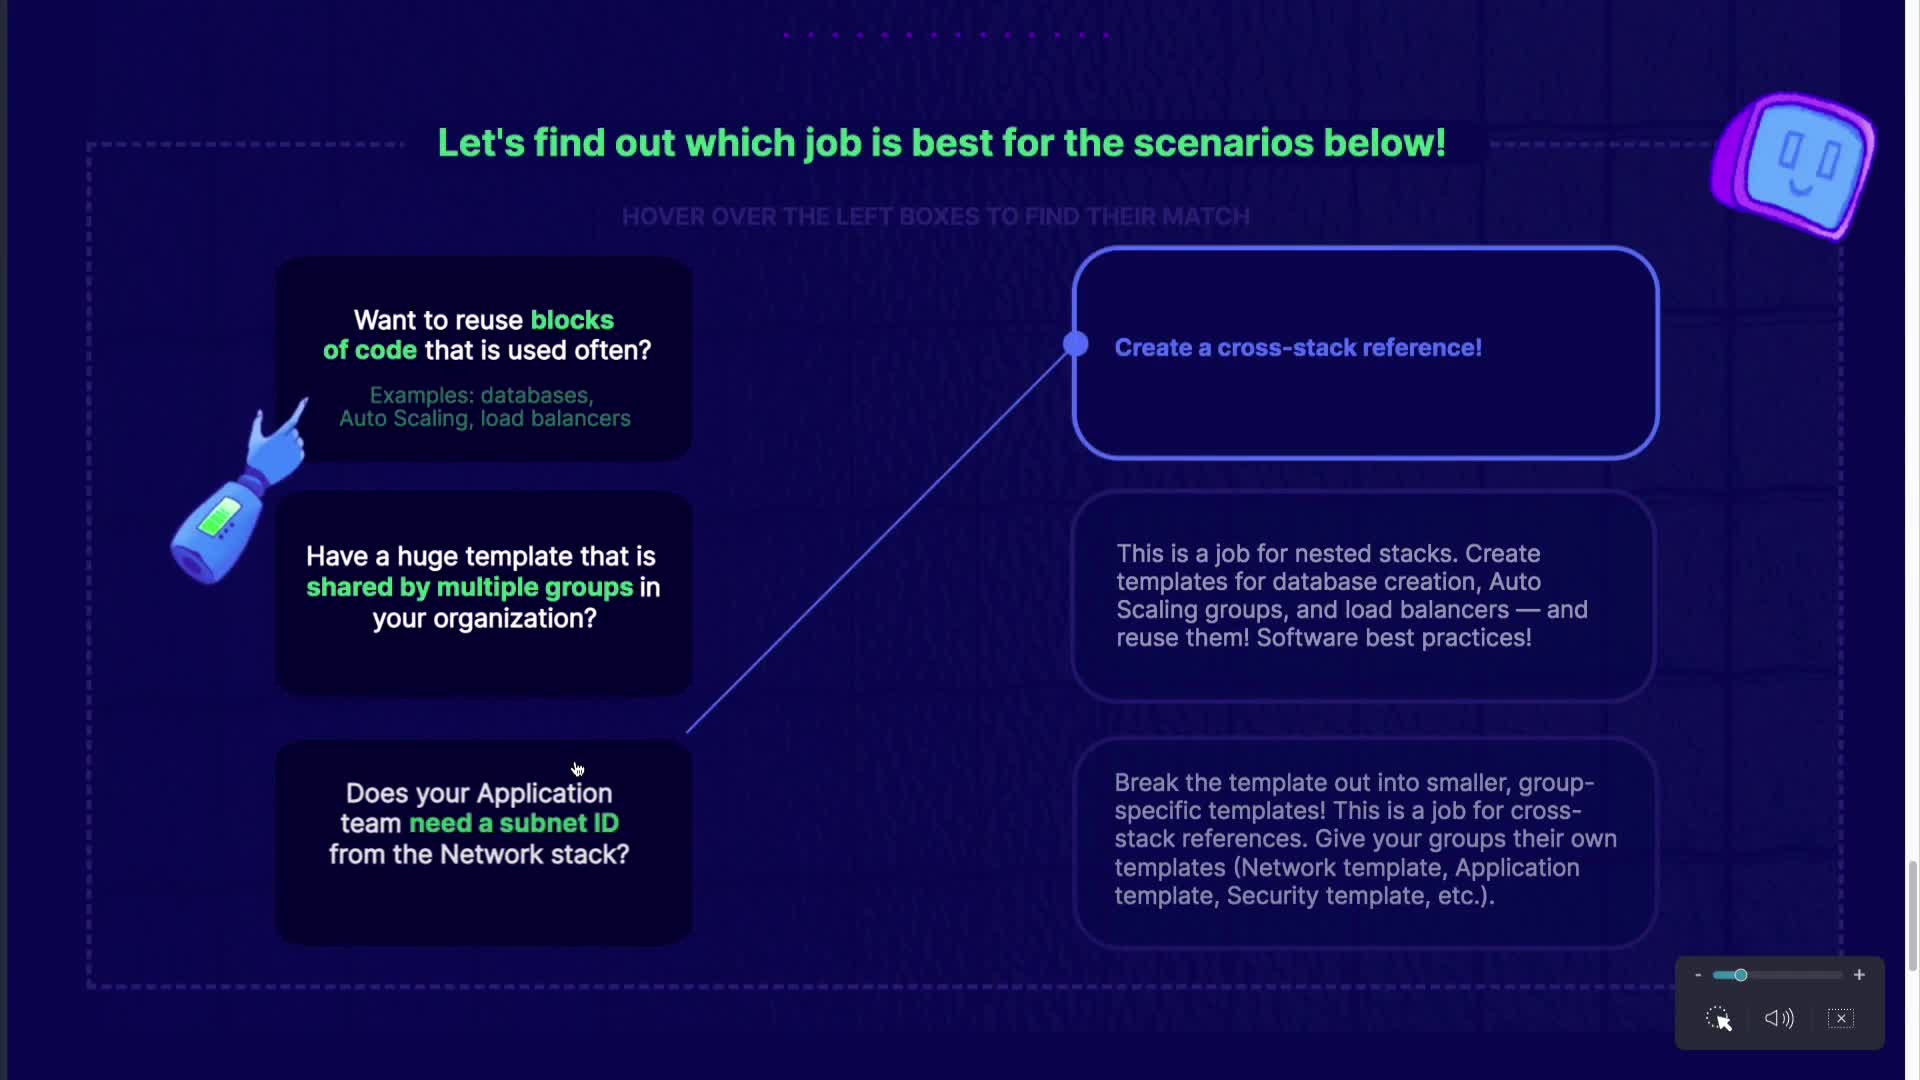 Let's find out which job is best for the scenarios below!
HOVER OVER THE LEFT BOXES TO FIND THEIR MATCH
Want to reuse blocks
of code that is used often?
Examples: databases,
Auto Scaling, load balancers
Have a huge template that is
shared by multiple groups in
your organization?
Does your Application
team need a subnet ID
from the Network stack?
Create a cross-stack reference!
This is a job for nested stacks. Create
templates for database creation, Auto
Scaling groups, and load balancers — and
reuse them! Software best practices!
Break the template out into smaller, group-
specific templates! This is a job for cross-
stack references. Give your groups their own
templates (Network template, Application
template, Security template, etc.).
- +